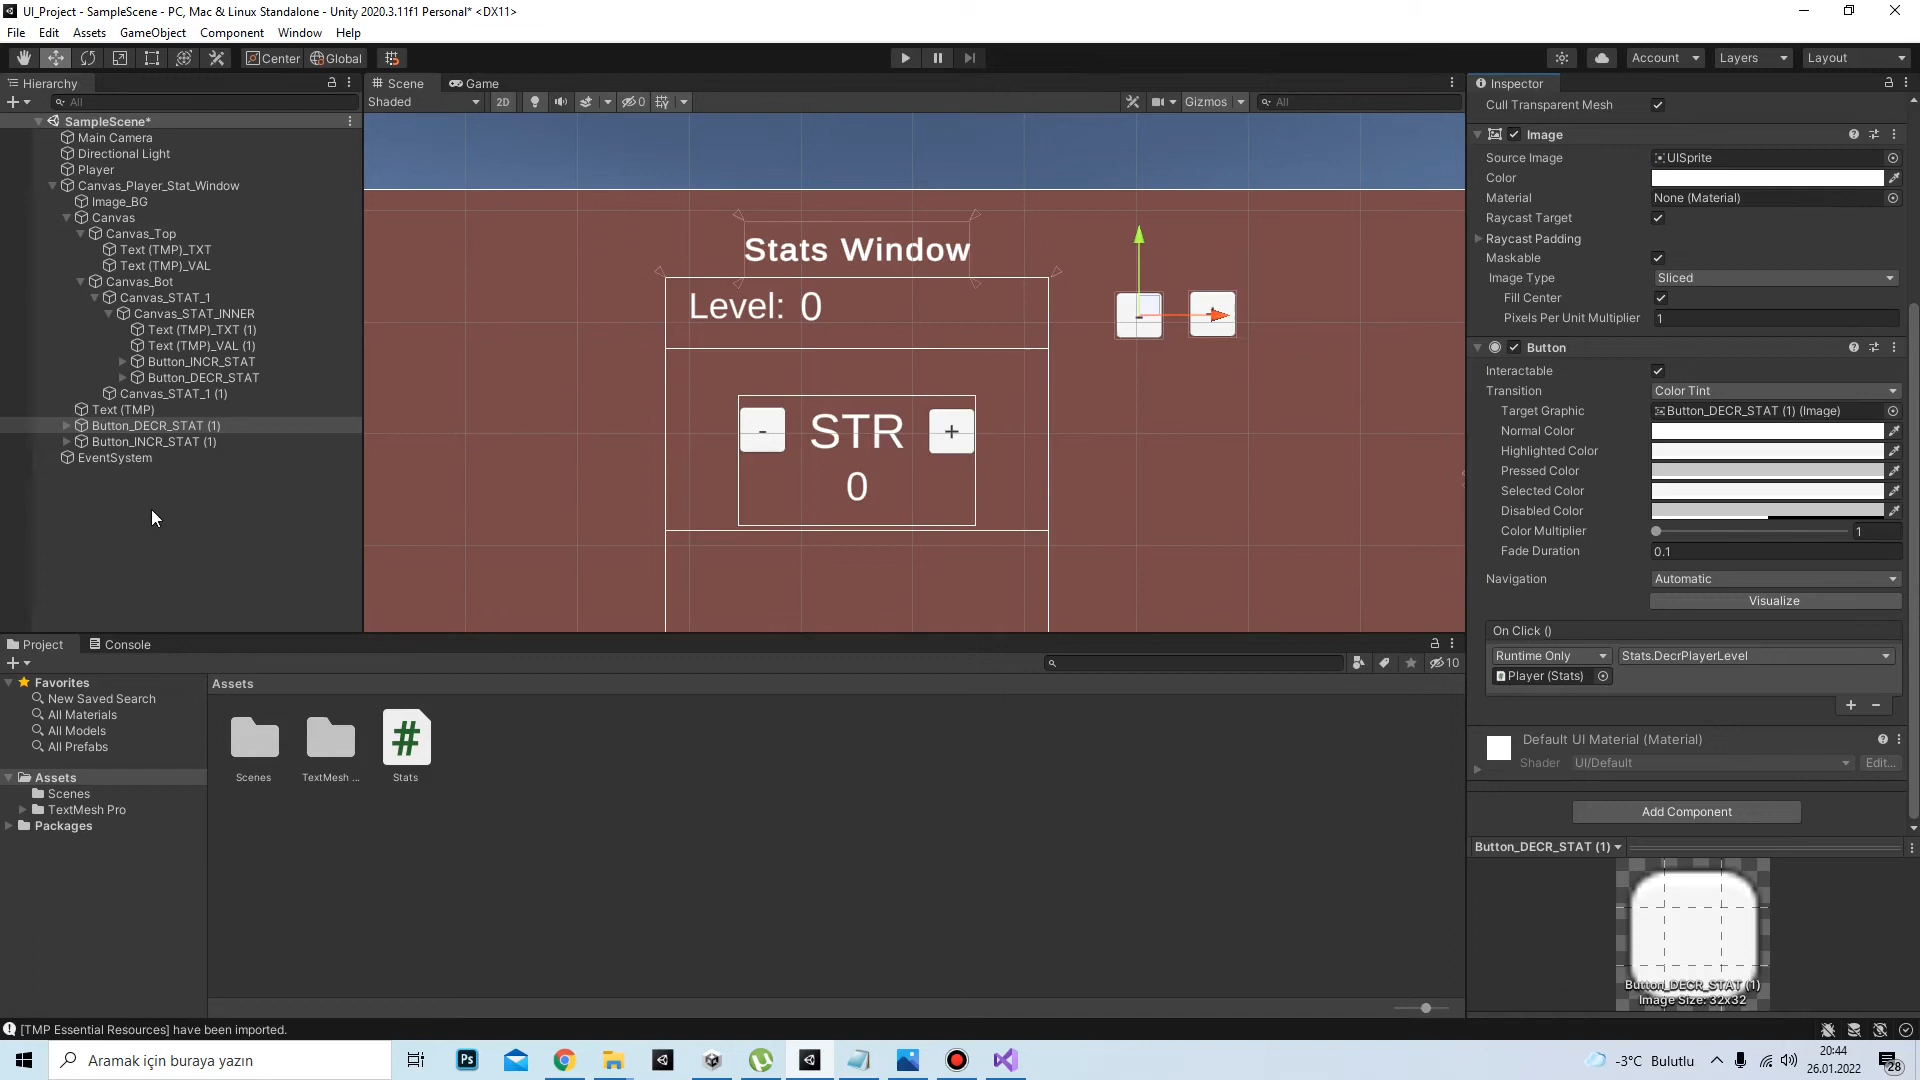 UI_Project - SampleScene - PC, Mac & Linux Standalone - Unity 2020.3.11f1 Personal* <DX11>
File Edit Assets GameObject Component Window Help
Center Global Account Layers Layout
Hierarchy
All
SampleScene*
Main Camera
Directional Light
Player
Canvas_Player_Stat_Window
Image_BG
Canvas
Canvas_Top
Text (TMP)_TXT
Text (TMP)_VAL
Canvas_Bot
Canvas_STAT_1
Canvas_STAT_INNER
Text (TMP)_TXT (1)
Text (TMP)_VAL (1)
Button_INCR_STAT
Button_DECR_STAT
Canvas_STAT_1 (1)
Text (TMP)
Button_DECR_STAT (1)
Button_INCR_STAT (1)
EventSystem
Scene Game
Shaded 2D 0 Gizmos All
Stats Window
Level: 0
- STR +
0
Inspector
Cull Transparent Mesh
Image
Source Image UISprite
Color
Material None (Material)
Raycast Target
Raycast Padding
Maskable
Image Type Sliced
Fill Center
Pixels Per Unit Multiplier 1
Button
Interactable
Transition Color Tint
Target Graphic Button_DECR_STAT (1) (Image)
Normal Color
Highlighted Color
Pressed Color
Selected Color
Disabled Color
Color Multiplier 1
Fade Duration 0.1
Navigation Automatic
Visualize
On Click ()
Runtime Only Stats.DecrPlayerLevel
Player (Stats)
+ -
Default UI Material (Material)
Shader UI/Default Edit...
Add Component
Button_DECR_STAT (1)
Button_DECR_STAT (1)
Image Size: 32x32
Project Console
10
Favorites
New Saved Search
All Materials
All Models
All Prefabs
Assets
Scenes
TextMesh Pro
Packages
Assets
Scenes TextMesh ... Stats
[TMP Essential Resources] have been imported.
Aramak için buraya yazın
Ps
-3°C Bulutlu
20:44
26.01.2022
28